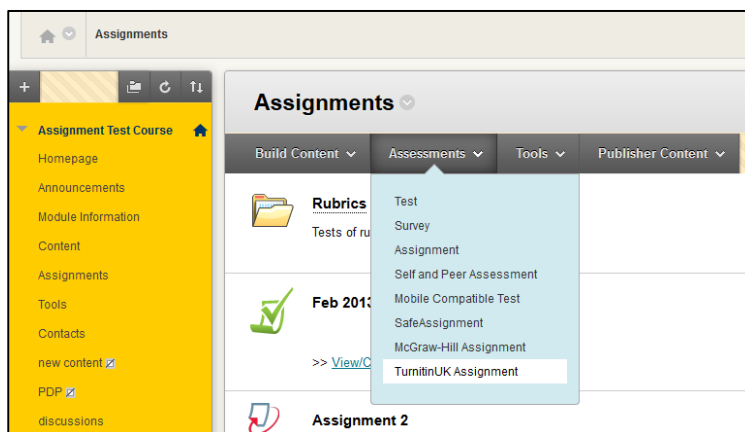 Assignments
Assignment Test Course
Homepage
Announcements
Module Information
Content
Assignments
Tools
Contacts
new content
PDP
discussions
Assignments
Build Content Assessments Tools Publisher Content
Test
Survey
Assignment
Self and Peer Assessment
Mobile Compatible Test
SafeAssignment
McGraw-Hill Assignment
TurnitinUK Assignment
Rubrics
Tests of ru
Feb 2013
>> View/C
Assignment 2